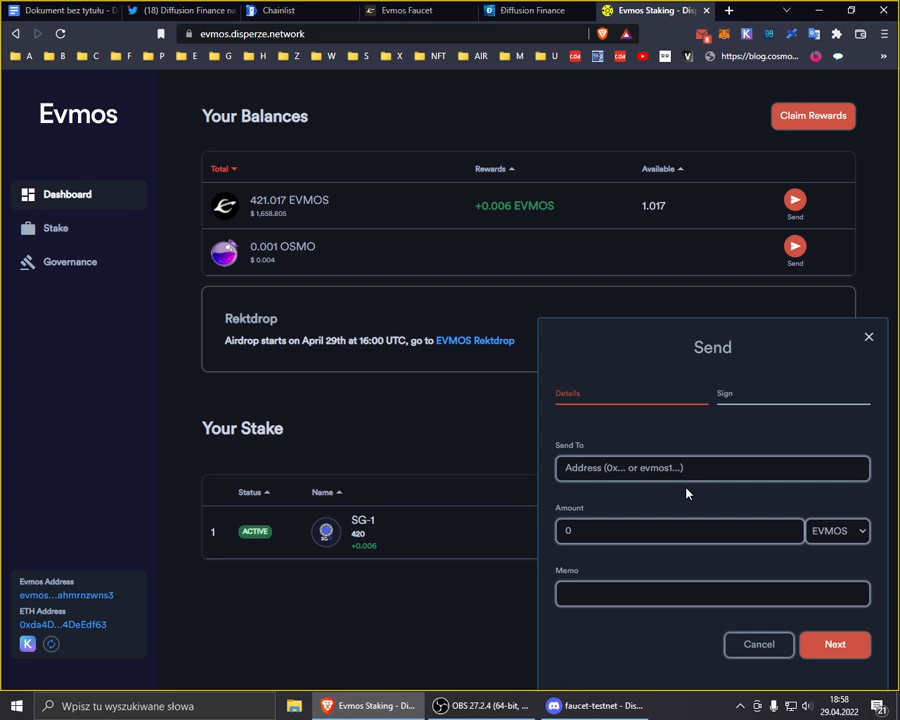 Dokument bez tytułu - D
(18) Diffusion Finance na
Chainlist
Evmos Faucet
Diffusion Finance
Evmos Staking - Dis
evmos.disperze.network
A
B
C
F
P
E
G
H
Z
W
S
X
NFT
AIR
M
U
https://blog.cosmo...
Evmos
Dashboard
Stake
Governance
Evmos Address
evmos...ahmrnzwns3
ETH Address
0xda4D...4DeEdf63
Your Balances
Claim Rewards
Total
Rewards
Available
421.017 EVMOS
$ 1,658.805
+0.006 EVMOS
1.017
Send
0.001 OSMO
$ 0.004
Send
Rektdrop
Airdrop starts on April 29th at 16:00 UTC, go to EVMOS Rektdrop
Your Stake
Status
Name
1
ACTIVE
SG-1
420
+0.006
Send
Details
Sign
Send To
Address (0x... or evmos1...)
Amount
0
EVMOS
Memo
Cancel
Next
Wpisz tu wyszukiwane słowa
Evmos Staking - Di...
OBS 27.2.4 (64-bit, ...
faucet-testnet - Dis...
18:58
29.04.2022
21